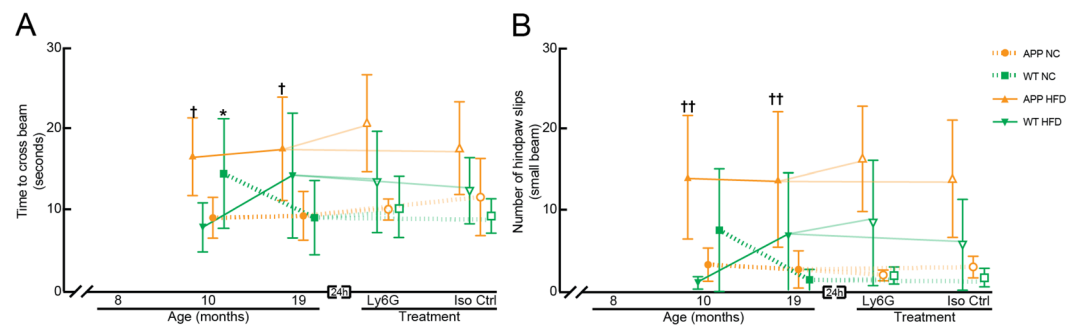 A
B
30
20
10
0
Time to cross beam
(seconds)
†
*
†
8
10
19
24h
Ly6G
Iso Ctrl
Age (months)
Treatment
30
20
10
0
Number of hindpaw slips
(small beam)
††
††
8
10
19
24h
Ly6G
Iso Ctrl
Age (months)
Treatment
APP NC
WT NC
APP HFD
WT HFD